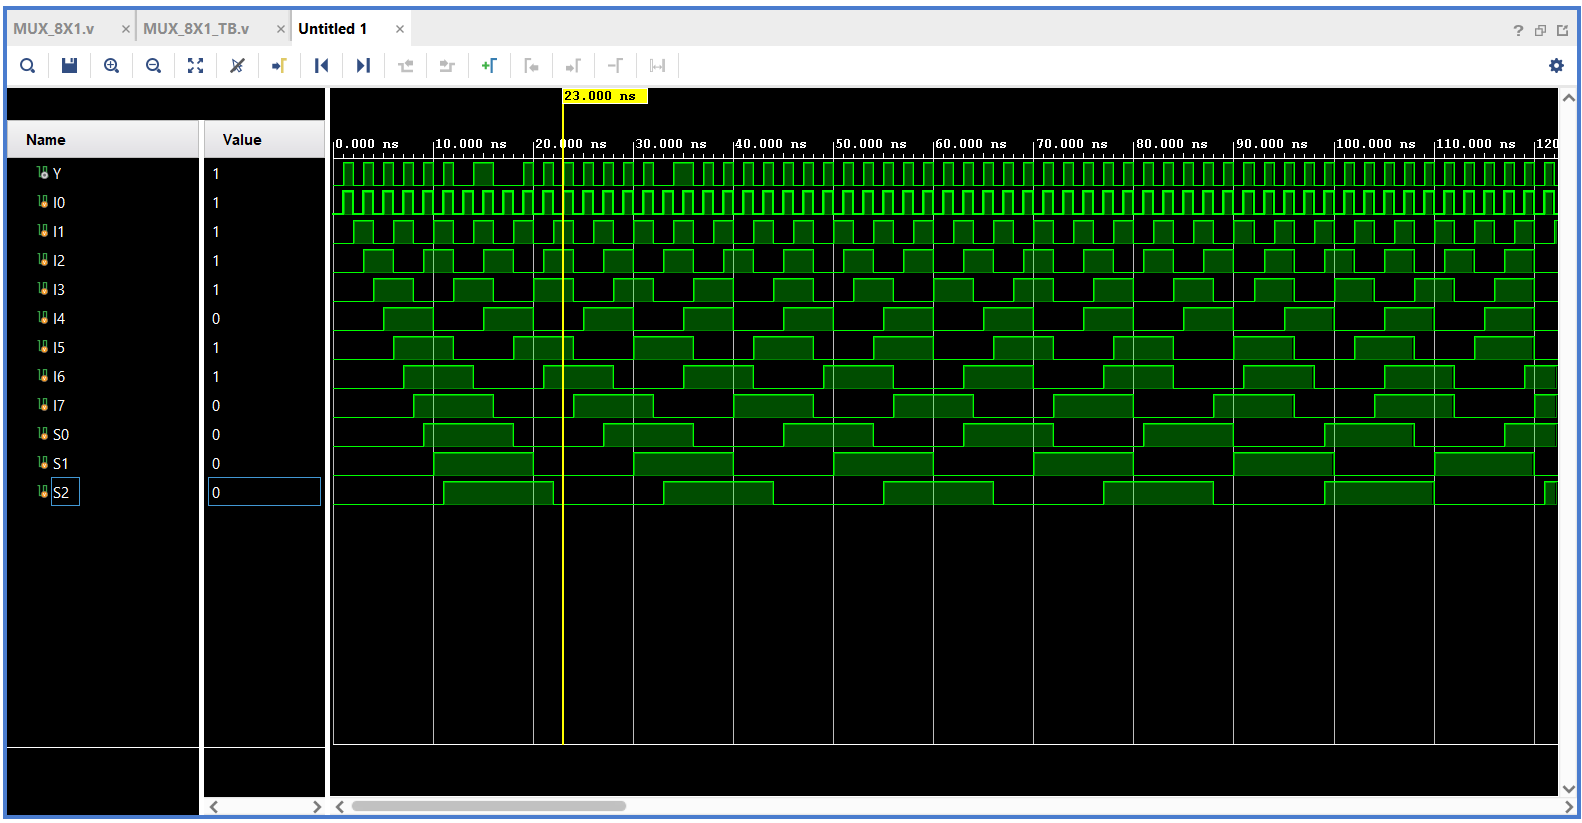 MUX_8X1.v × MUX_8X1_TB.v × Untitled 1 × ?
23.000 ns
Name Value
0.000 ns 10.000 ns 20.000 ns 30.000 ns 40.000 ns 50.000 ns 60.000 ns 70.000 ns 80.000 ns 90.000 ns 100.000 ns 110.000 ns 120
Y 1
I0 1
I1 1
I2 1
I3 1
I4 0
I5 1
I6 1
I7 0
S0 0
S1 0
S2 0